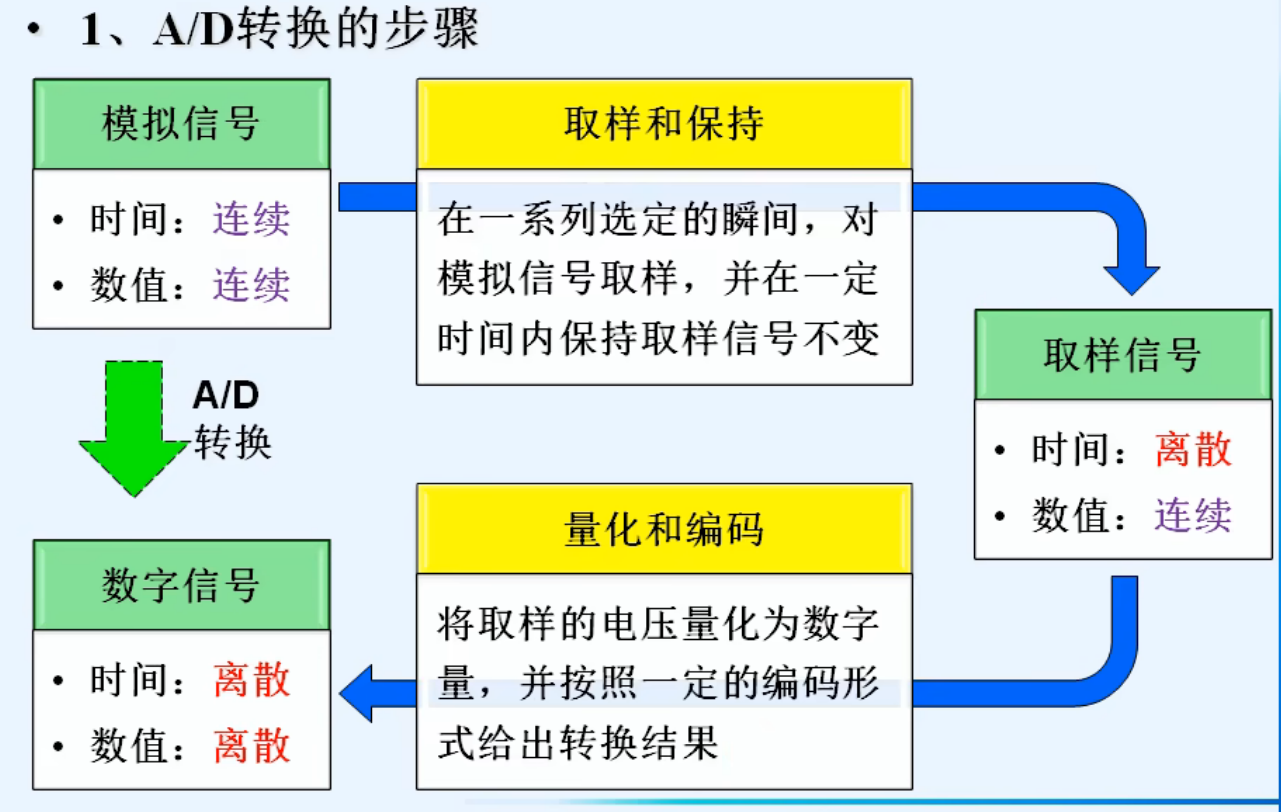 • 1、A/D转换的步骤
模拟信号
• 时间：连续
• 数值：连续
取样和保持
在一系列选定的瞬间，对
模拟信号取样，并在一定
时间内保持取样信号不变
取样信号
• 时间：离散
• 数值：连续
A/D
转换
量化和编码
将取样的电压量化为数字
量，并按照一定的编码形
式给出转换结果
数字信号
• 时间：离散
• 数值：离散